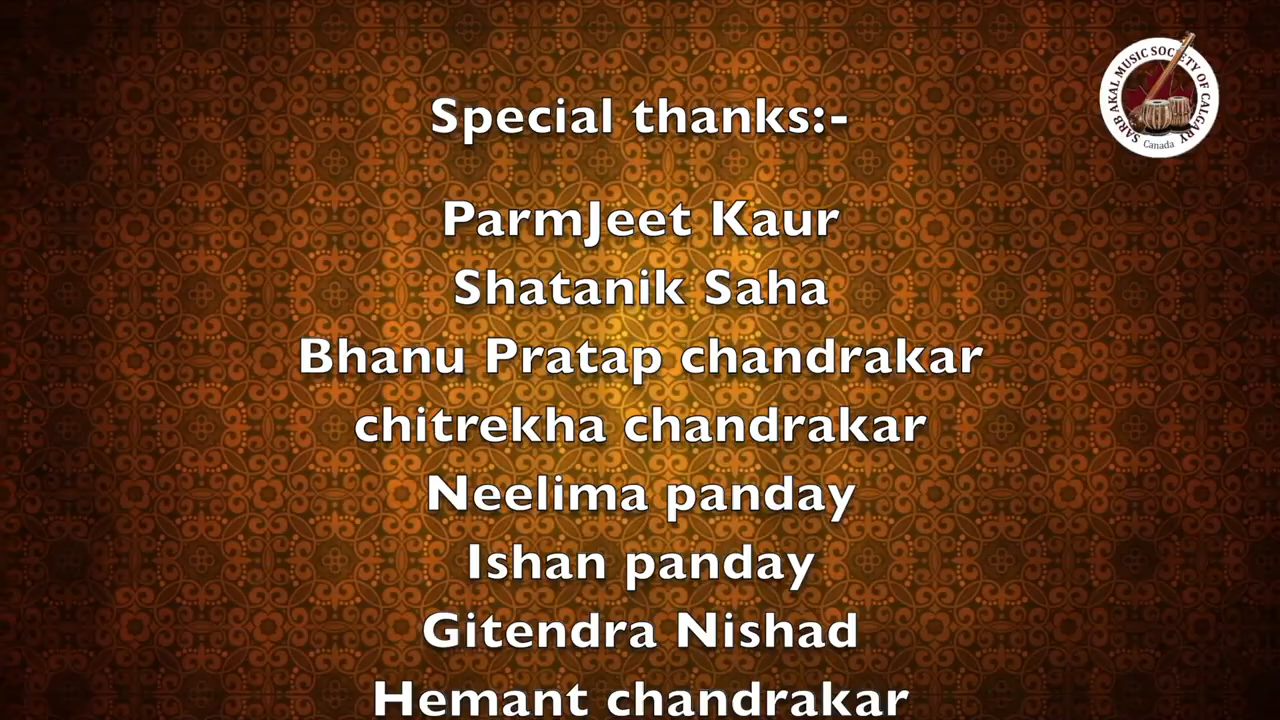 SARB AKAL MUSIC SOCIETY OF CALGARY
Canada
Special thanks:-
ParmJeet Kaur
Shatanik Saha
Bhanu Pratap chandrakar
chitrekha chandrakar
Neelima panday
Ishan panday
Gitendra Nishad
Hemant chandrakar